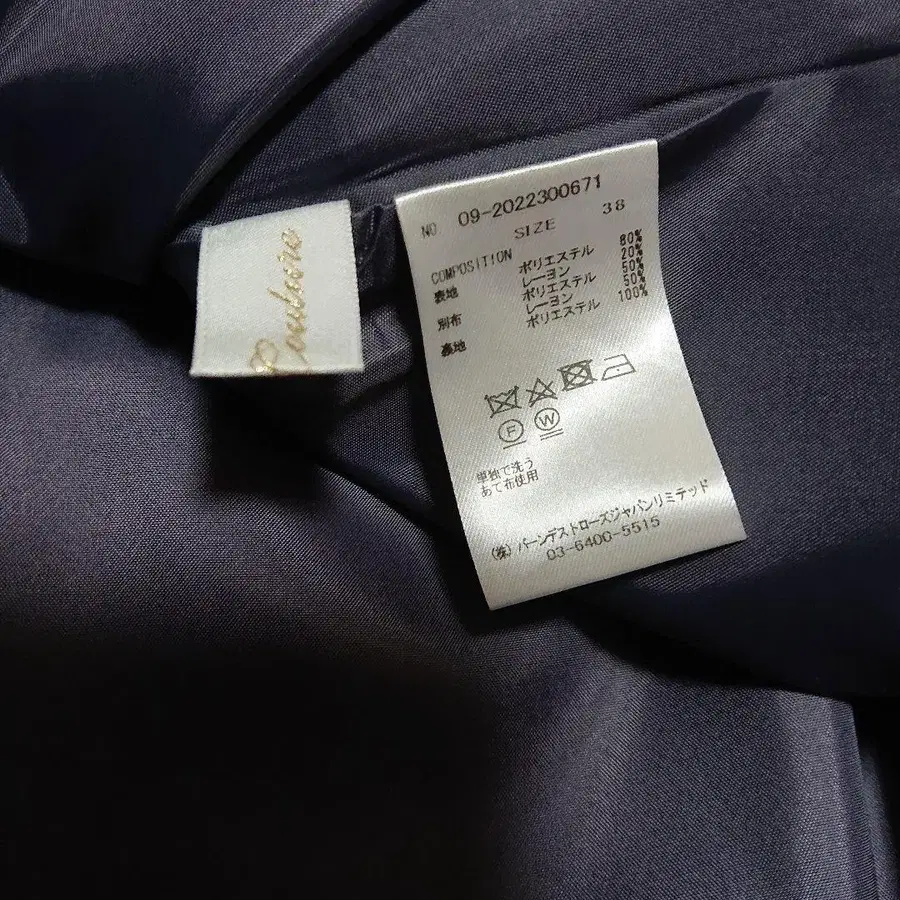 NO 09-2022300671
SIZE 38
COMPOSITION
表地 ポリエステル 80%
レーヨン 20%
別布 ポリエステル 50%
レーヨン 50%
裏地 ポリエステル 100%
F W
単独で洗う
あて布使用
(株) バーンデストローズジャパンリミテッド
03-6400-5515